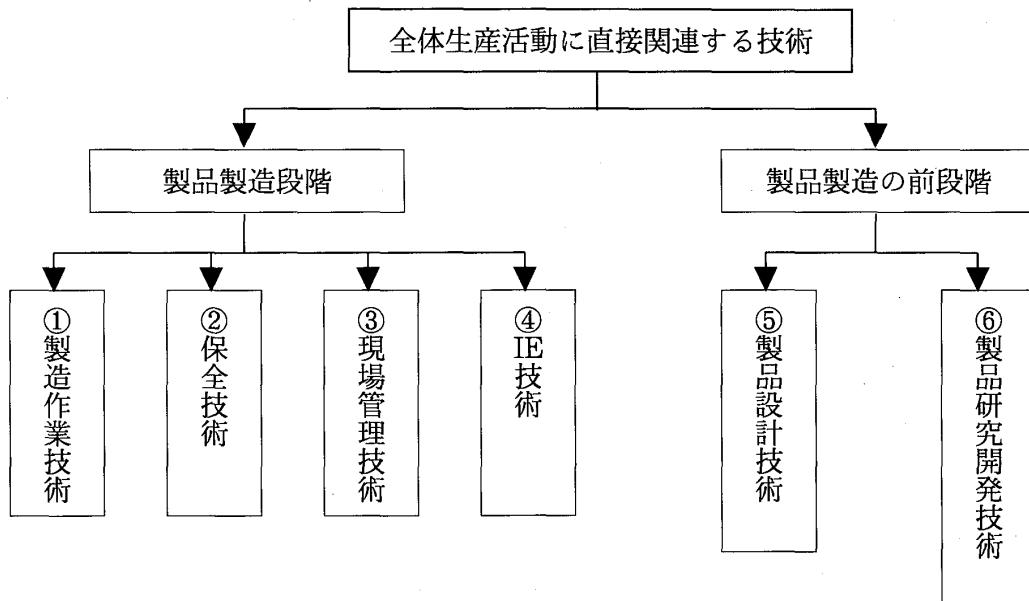 全体生産活動に直接関連する技術
製品製造段階
製品製造の前段階
①製造作業技術
②保全技術
③現場管理技術
④IE技術
⑤製品設計技術
⑥製品研究開発技術